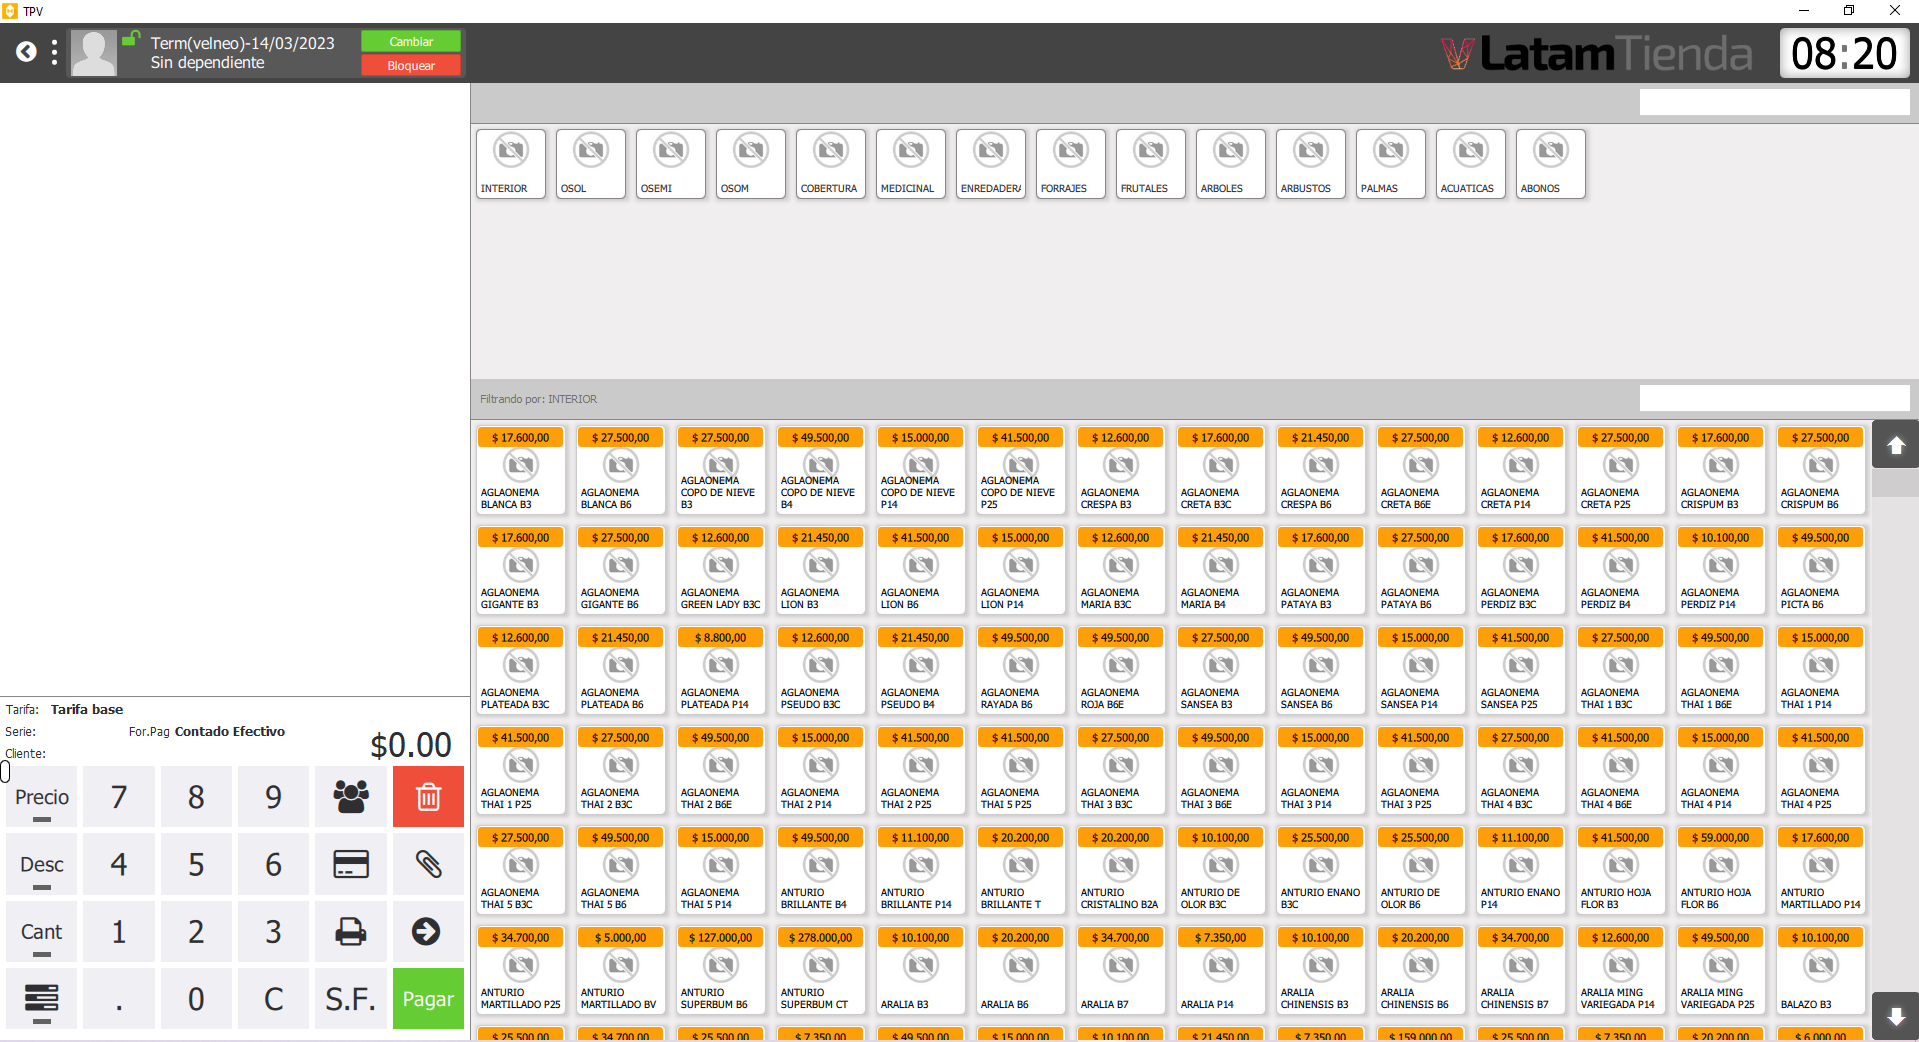 TPV
Term(velneo)-14/03/2023
Sin dependiente
Cambiar
Bloquear
LatamTienda
08:20
INTERIOR OSOL OSEMI OSOM COBERTURA MEDICINAL ENREDADERA FORRAJES FRUTALES ARBOLES ARBUSTOS PALMAS ACUATICAS ABONOS
Filtrando por: INTERIOR
$ 17.600,00 $ 27.500,00 $ 27.500,00 $ 49.500,00 $ 15.000,00 $ 41.500,00 $ 12.600,00 $ 17.600,00 $ 21.450,00 $ 27.500,00 $ 12.600,00 $ 27.500,00 $ 17.600,00 $ 27.500,00
AGLAONEMA BLANCA B3
AGLAONEMA BLANCA B6
AGLAONEMA COPO DE NIEVE B3
AGLAONEMA COPO DE NIEVE B4
AGLAONEMA COPO DE NIEVE P14
AGLAONEMA COPO DE NIEVE P25
AGLAONEMA CRESPA B3
AGLAONEMA CRETA B3C
AGLAONEMA CRESPA B6
AGLAONEMA CRETA B6E
AGLAONEMA CRETA P14
AGLAONEMA CRETA P25
AGLAONEMA CRISPUM B3
AGLAONEMA CRISPUM B6
$ 17.600,00 $ 27.500,00 $ 12.600,00 $ 21.450,00 $ 41.500,00 $ 15.000,00 $ 12.600,00 $ 21.450,00 $ 17.600,00 $ 27.500,00 $ 17.600,00 $ 41.500,00 $ 10.100,00 $ 49.500,00
AGLAONEMA GIGANTE B3
AGLAONEMA GIGANTE B6
AGLAONEMA GREEN LADY B3C
AGLAONEMA LION B3
AGLAONEMA LION B6
AGLAONEMA LION P14
AGLAONEMA MARIA B3C
AGLAONEMA MARIA B4
AGLAONEMA PATAYA B3
AGLAONEMA PATAYA B6
AGLAONEMA PERDIZ B3C
AGLAONEMA PERDIZ B4
AGLAONEMA PERDIZ P14
AGLAONEMA PICTA B6
$ 12.600,00 $ 21.450,00 $ 8.800,00 $ 12.600,00 $ 21.450,00 $ 49.500,00 $ 49.500,00 $ 27.500,00 $ 49.500,00 $ 15.000,00 $ 41.500,00 $ 27.500,00 $ 49.500,00 $ 15.000,00
AGLAONEMA PLATEADA B3C
AGLAONEMA PLATEADA B6
AGLAONEMA PLATEADA P14
AGLAONEMA PSEUDO B3C
AGLAONEMA PSEUDO B4
AGLAONEMA RAYADA B6
AGLAONEMA ROJA B6E
AGLAONEMA SANSEA B3
AGLAONEMA SANSEA B6
AGLAONEMA SANSEA P14
AGLAONEMA SANSEA P25
AGLAONEMA THAI 1 B3C
AGLAONEMA THAI 1 B6E
AGLAONEMA THAI 1 P14
$ 41.500,00 $ 27.500,00 $ 49.500,00 $ 15.000,00 $ 41.500,00 $ 41.500,00 $ 27.500,00 $ 49.500,00 $ 15.000,00 $ 41.500,00 $ 27.500,00 $ 41.500,00 $ 15.000,00 $ 41.500,00
AGLAONEMA THAI 1 P25
AGLAONEMA THAI 2 B3C
AGLAONEMA THAI 2 B6E
AGLAONEMA THAI 2 P14
AGLAONEMA THAI 2 P25
AGLAONEMA THAI 5 P25
AGLAONEMA THAI 3 B3C
AGLAONEMA THAI 3 B6E
AGLAONEMA THAI 3 P14
AGLAONEMA THAI 3 P25
AGLAONEMA THAI 4 B3C
AGLAONEMA THAI 4 B6E
AGLAONEMA THAI 4 P14
AGLAONEMA THAI 4 P25
$ 27.500,00 $ 49.500,00 $ 15.000,00 $ 49.500,00 $ 11.100,00 $ 20.200,00 $ 20.200,00 $ 10.100,00 $ 25.500,00 $ 25.500,00 $ 11.100,00 $ 41.500,00 $ 59.000,00 $ 17.600,00
AGLAONEMA THAI 5 B3C
AGLAONEMA THAI 5 B6
AGLAONEMA THAI 5 P14
ANTURIO BRILLANTE B4
ANTURIO BRILLANTE P14
ANTURIO BRILLANTE T
ANTURIO CRISTALINO B2A
ANTURIO DE OLOR B3C
ANTURIO ENANO B3C
ANTURIO DE OLOR B6
ANTURIO ENANO P14
ANTURIO HOJA FLOR B3
ANTURIO HOJA FLOR B6
ANTURIO MARTILLADO P14
$ 34.700,00 $ 5.000,00 $ 127.000,00 $ 278.000,00 $ 10.100,00 $ 20.200,00 $ 34.700,00 $ 7.350,00 $ 10.100,00 $ 20.200,00 $ 34.700,00 $ 12.600,00 $ 49.500,00 $ 10.100,00
ANTURIO MARTILLADO P25
ANTURIO MARTILLADO BV
ANTURIO SUPERBUM B6
ANTURIO SUPERBUM CT
ARALIA B3
ARALIA B6
ARALIA B7
ARALIA P14
ARALIA CHINENSIS B3
ARALIA CHINENSIS B6
ARALIA CHINENSIS B7
ARALIA MING VARIEGADA P14
ARALIA MING VARIEGADA P25
BALAZO B3
$ 25.500,00 $ 34.700,00 $ 25.500,00 $ 7.350,00 $ 49.500,00 $ 15.000,00 $ 10.100,00 $ 21.450,00 $ 7.350,00 $ 159.000,00 $ 25.500,00 $ 7.350,00 $ 20.200,00 $ 6.000,00
Tarifa: Tarifa base
Serie: For.Pag Contado Efectivo
Cliente:
$0.00
Precio 7 8 9
Desc 4 5 6
Cant 1 2 3
. 0 C S.F. Pagar